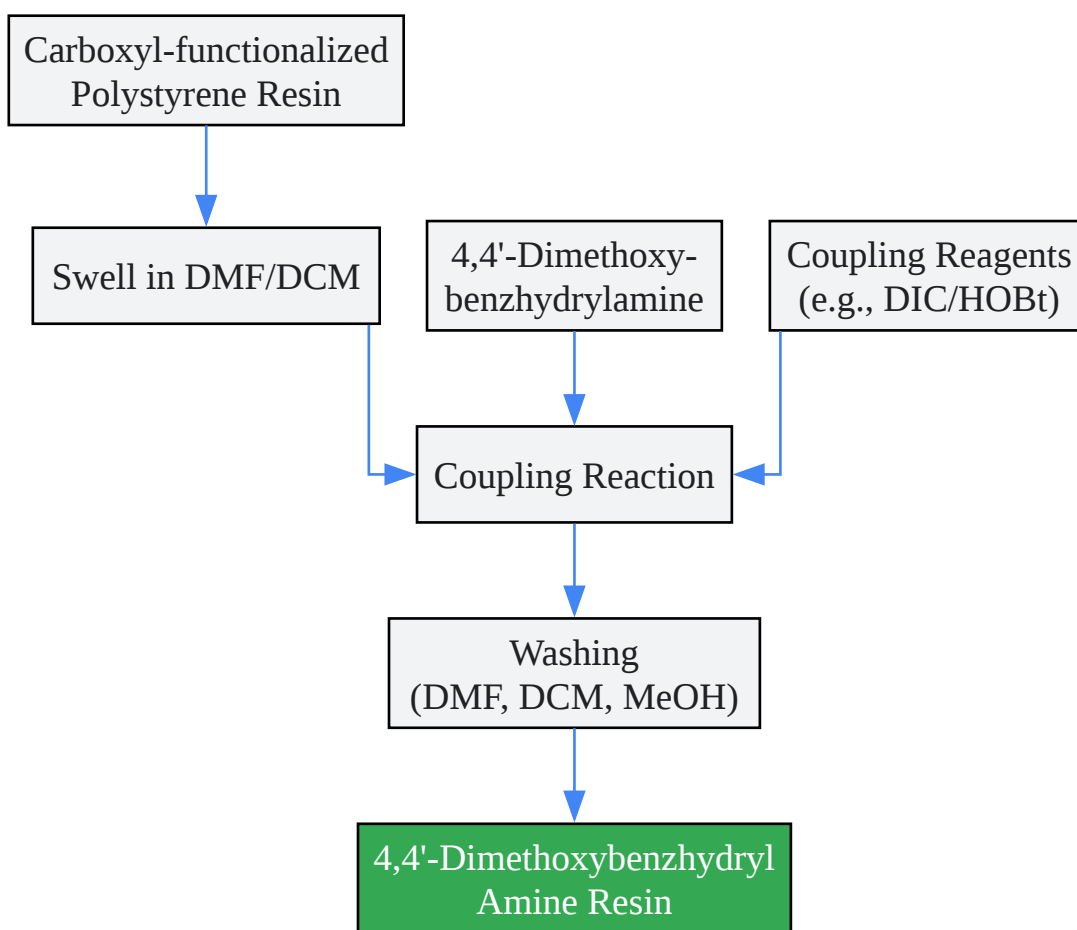 Carboxyl-functionalized
Polystyrene Resin
Swell in DMF/DCM
4,4'-Dimethoxy-
benzhydrylamine
Coupling Reagents
(e.g., DIC/HOBt)
Coupling Reaction
Washing
(DMF, DCM, MeOH)
4,4'-Dimethoxybenzhydryl
Amine Resin